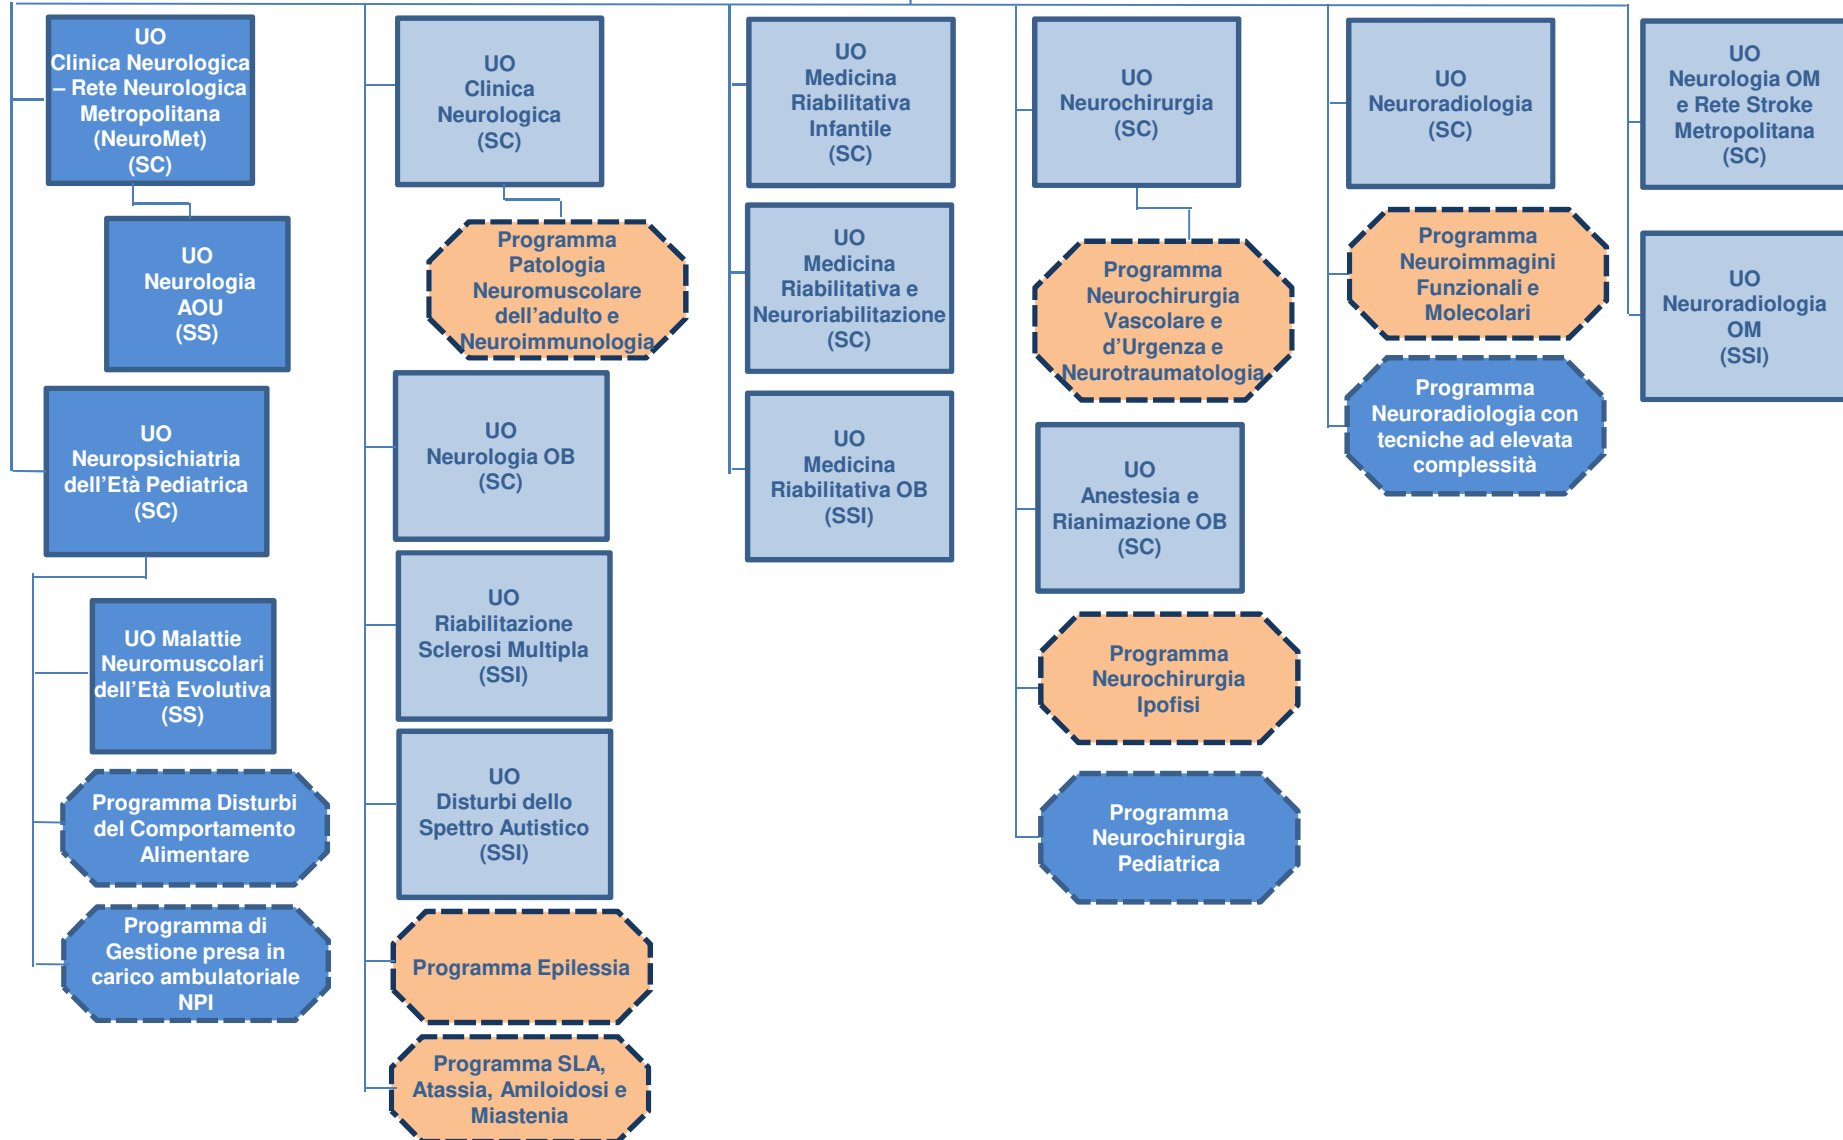 UO
Clinica Neurologica
– Rete Neurologica
Metropolitana
(NeuroMet)
(SC)
UO
Neurologia
AOU
(SS)
UO
Neuropsichiatria
dell’Età Pediatrica
(SC)
UO Malattie
Neuromuscolari
dell’Età Evolutiva
(SS)
Programma Disturbi
del Comportamento
Alimentare
Programma di
Gestione presa in
carico ambulatoriale
NPI
UO
Clinica
Neurologica
(SC)
Programma
Patologia
Neuromuscolare
dell’adulto e
Neuroimmunologia
UO
Neurologia OB
(SC)
UO
Riabilitazione
Sclerosi Multipla
(SSI)
UO
Disturbi dello
Spettro Autistico
(SSI)
Programma Epilessia
Programma SLA,
Atassia, Amiloidosi e
Miastenia
UO
Medicina
Riabilitativa
Infantile
(SC)
UO
Medicina
Riabilitativa e
Neuroriabilitazione
(SC)
UO
Medicina
Riabilitativa OB
(SSI)
UO
Neurochirurgia
(SC)
Programma
Neurochirurgia
Vascolare e
d’Urgenza e
Neurotraumatologia
UO
Anestesia e
Rianimazione OB
(SC)
Programma
Neurochirurgia
Ipofisi
Programma
Neurochirurgia
Pediatrica
UO
Neuroradiologia
(SC)
Programma
Neuroimmagini
Funzionali e
Molecolari
Programma
Neuroradiologia con
tecniche ad elevata
complessità
UO
Neurologia OM
e Rete Stroke
Metropolitana
(SC)
UO
Neuroradiologia
OM
(SSI)